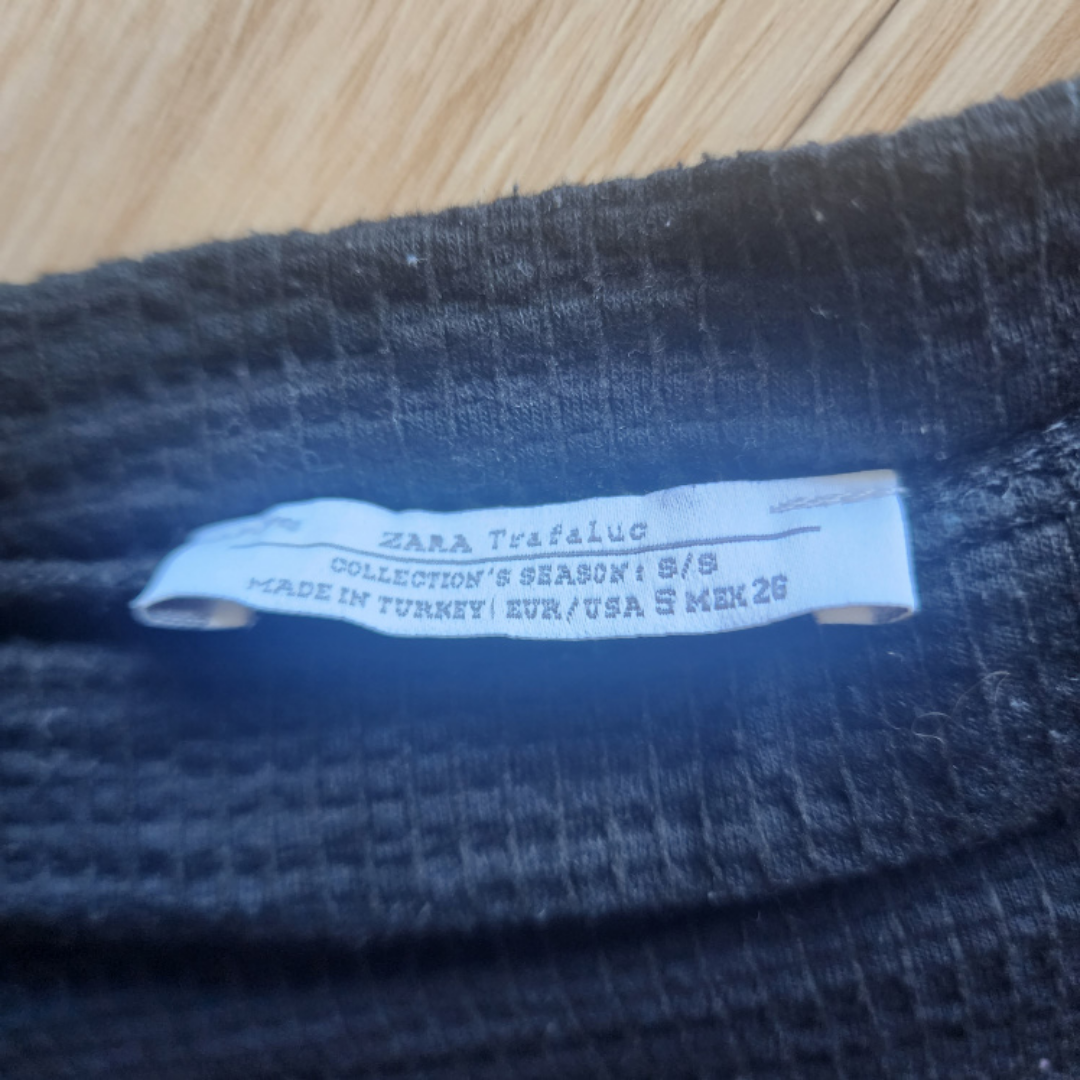 ZARA Trafaluc
COLLECTION'S SEASON: S/S
MADE IN TURKEY EUR/USA S MEX 26